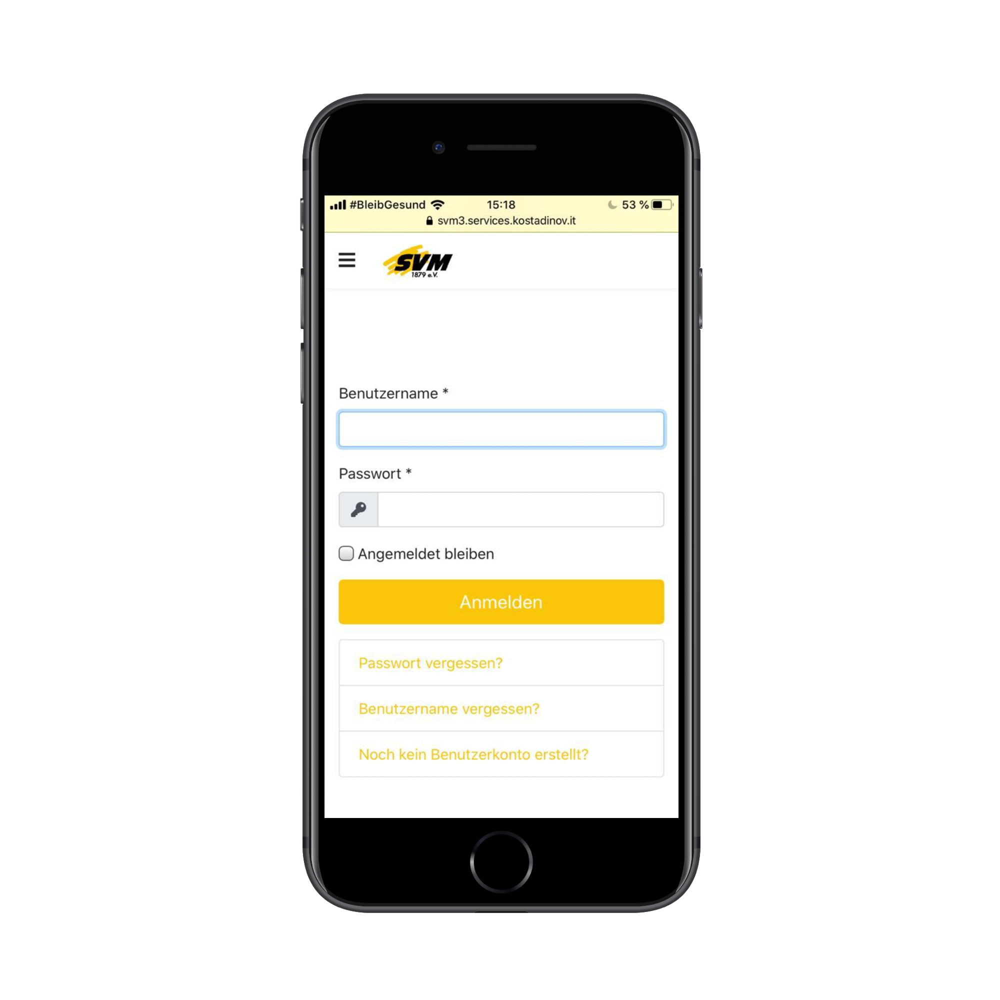 #BleibGesund 15:18 53 %
svm3.services.kostadinov.it
SVM
1879 e.V.
Benutzername *
Passwort *
Angemeldet bleiben
Anmelden
Passwort vergessen?
Benutzername vergessen?
Noch kein Benutzerkonto erstellt?